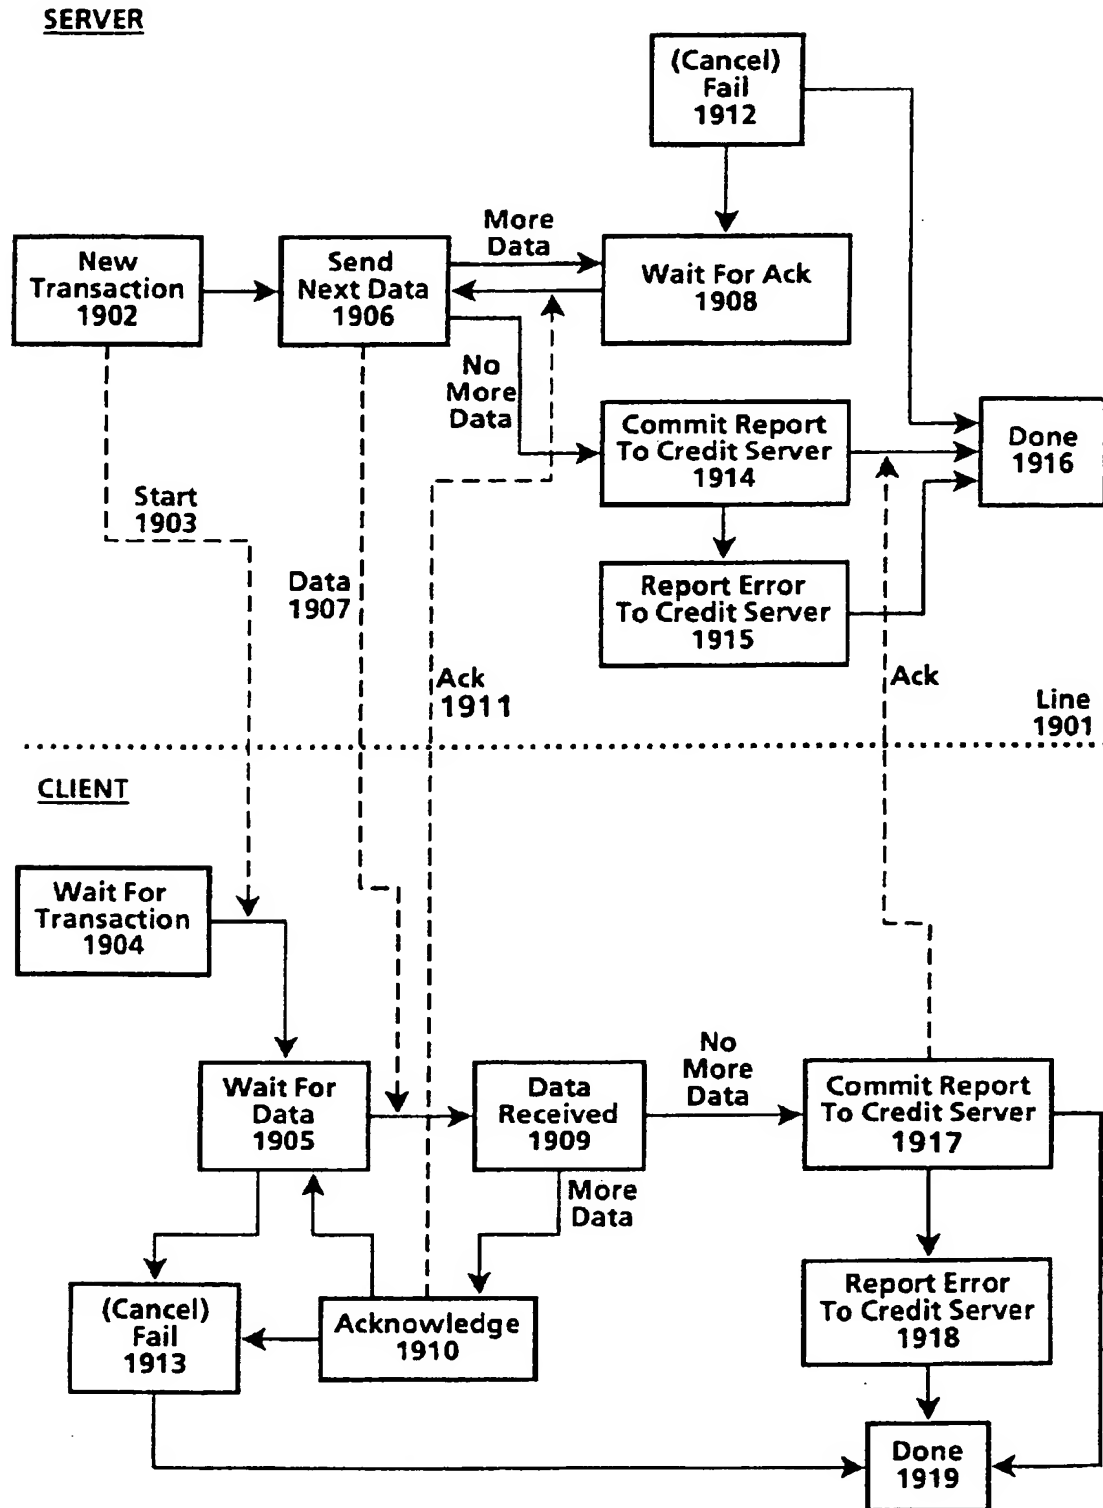 SERVER
(Cancel)
Fail
1912
New
Transaction
1902
Send
Next Data
1906
More
Data
Wait For Ack
1908
No
More
Data
Commit Report
To Credit Server
1914
Done
1916
Start
1903
Data
1907
Report Error
To Credit Server
1915
Ack
1911
Ack
Line
1901
CLIENT
Wait For
Transaction
1904
Wait For
Data
1905
Data
Received
1909
No
More
Data
Commit Report
To Credit Server
1917
More
Data
(Cancel)
Fail
1913
Acknowledge
1910
Report Error
To Credit Server
1918
Done
1919